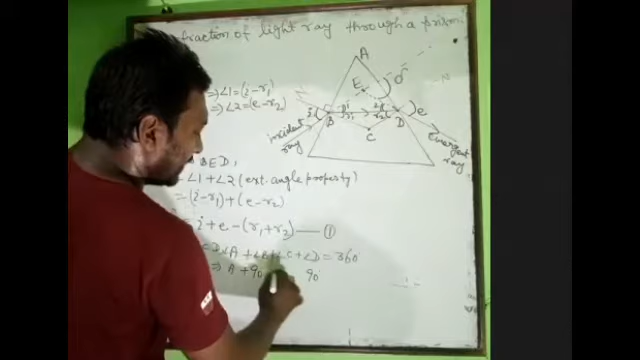 fraction of light ray through a prism
A
⇒ ∠1 = (i-r₁)
⇒ ∠2 = (e-r₂)
E
i
r₁
r₂
e
B
D
C
incident ray
Emergent ray
BED,
= ∠1 + ∠2 (ext. angle property)
= (i-r₁) + (e-r₂)
= i + e - (r₁+r₂) — ①
∠A + ∠C + ∠D = 360°
⇒ A + 90 90°